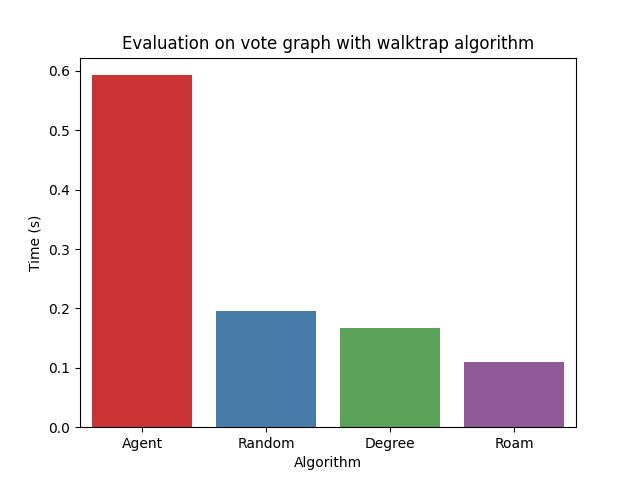 Evaluation on vote graph with walktrap algorithm
0.6
0.5
0.4
0.3
0.2
0.1
0.0
Time (s)
Agent Random Degree Roam
Algorithm